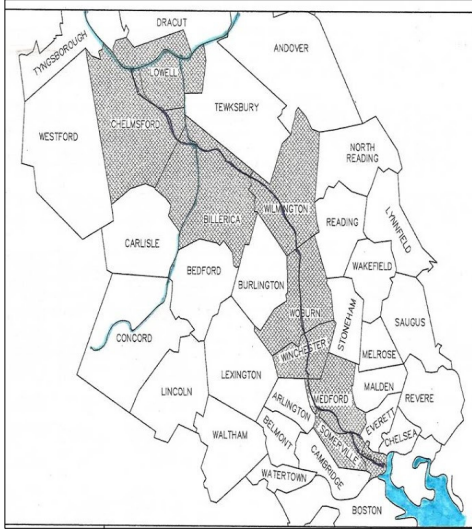 DRACUT
TYNGSBOROUGH
ANDOVER
LOWELL
TEWKSBURY
CHELMSFORD
WESTFORD
NORTH
READING
WILMINGTON
BILLERICA
READING
LYNNFIELD
CARLISLE
WAKEFIELD
BEDFORD
BURLINGTON
WOBURN
STONEHAM
SAUGUS
CONCORD
WINCHESTER
MELROSE
LEXINGTON
MALDEN
LINCOLN
MEDFORD
REVERE
ARLINGTON
EVERETT
WALTHAM
BELMONT
SOMERVILLE
CHELSEA
CAMBRIDGE
WATERTOWN
BOSTON